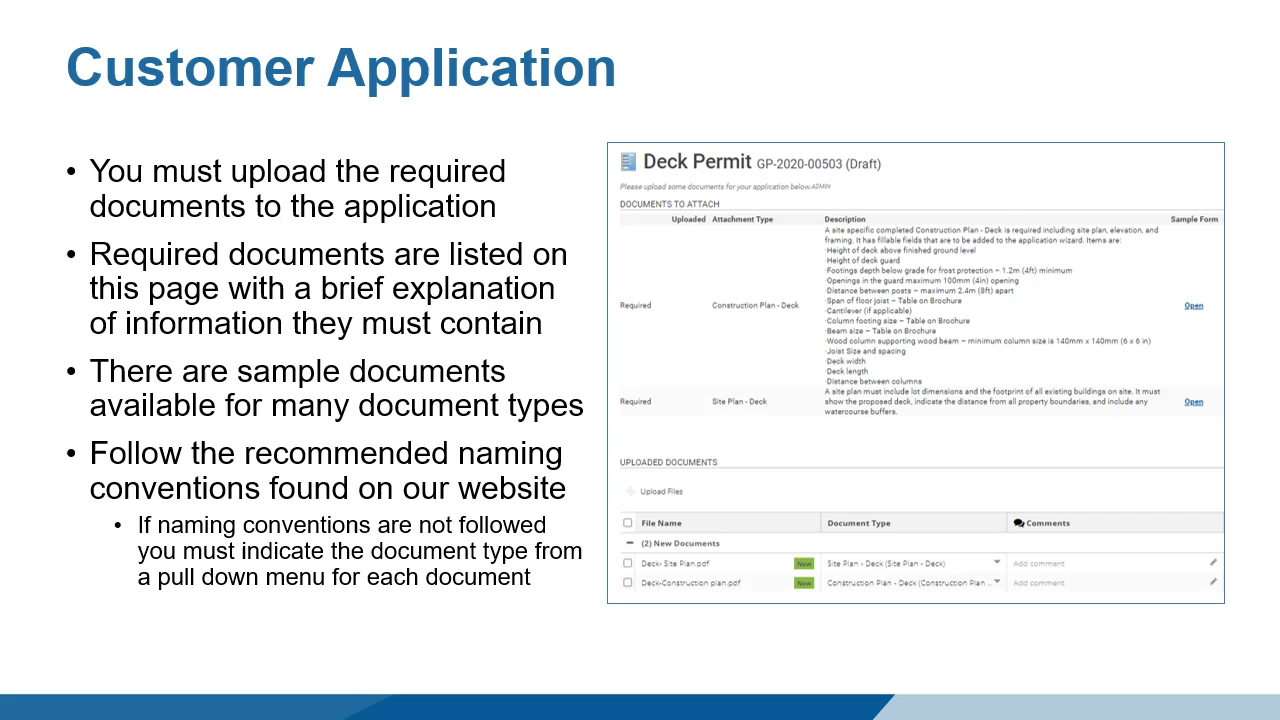 Customer Application
• You must upload the required
documents to the application
• Required documents are listed on
this page with a brief explanation
of information they must contain
• There are sample documents
available for many document types
• Follow the recommended naming
conventions found on our website
• If naming conventions are not followed
you must indicate the document type from
a pull down menu for each document
Deck Permit GP-2020-00503 (Draft)
Please upload some documents for your application below.ADMIN
DOCUMENTS TO ATTACH
Uploaded Attachment Type Description Sample Form
A site specific completed Construction Plan - Deck is required including site plan, elevation, and
framing. It has fillable fields that are to be added to the application wizard. Items are:
·Height of deck above finished ground level
·Height of deck guard
·Footings depth below grade for frost protection – 1.2m (4ft) minimum
·Openings in the guard maximum 100mm (4in) opening
·Distance between posts – maximum 2.4m (8ft) apart
·Span of floor joist – Table on Brochure
Required Construction Plan - Deck Open
·Cantilever (if applicable)
·Column footing size – Table on Brochure
·Beam size – Table on Brochure
·Wood column supporting wood beam – minimum column size is 140mm x 140mm (6 x 6 in)
·Joist Size and spacing
·Deck width
·Deck length
·Distance between columns
A site plan must include lot dimensions and the footprint of all existing buildings on site. It must
Required Site Plan - Deck show the proposed deck, indicate the distance from all property boundaries, and include any Open
watercourse buffers.
UPLOADED DOCUMENTS
Upload Files
File Name Document Type Comments
(2) New Documents
Deck- Site Plan.pdf New Site Plan - Deck (Site Plan - Deck) Add comment
Deck-Construction plan.pdf New Construction Plan - Deck (Construction Plan ... Add comment